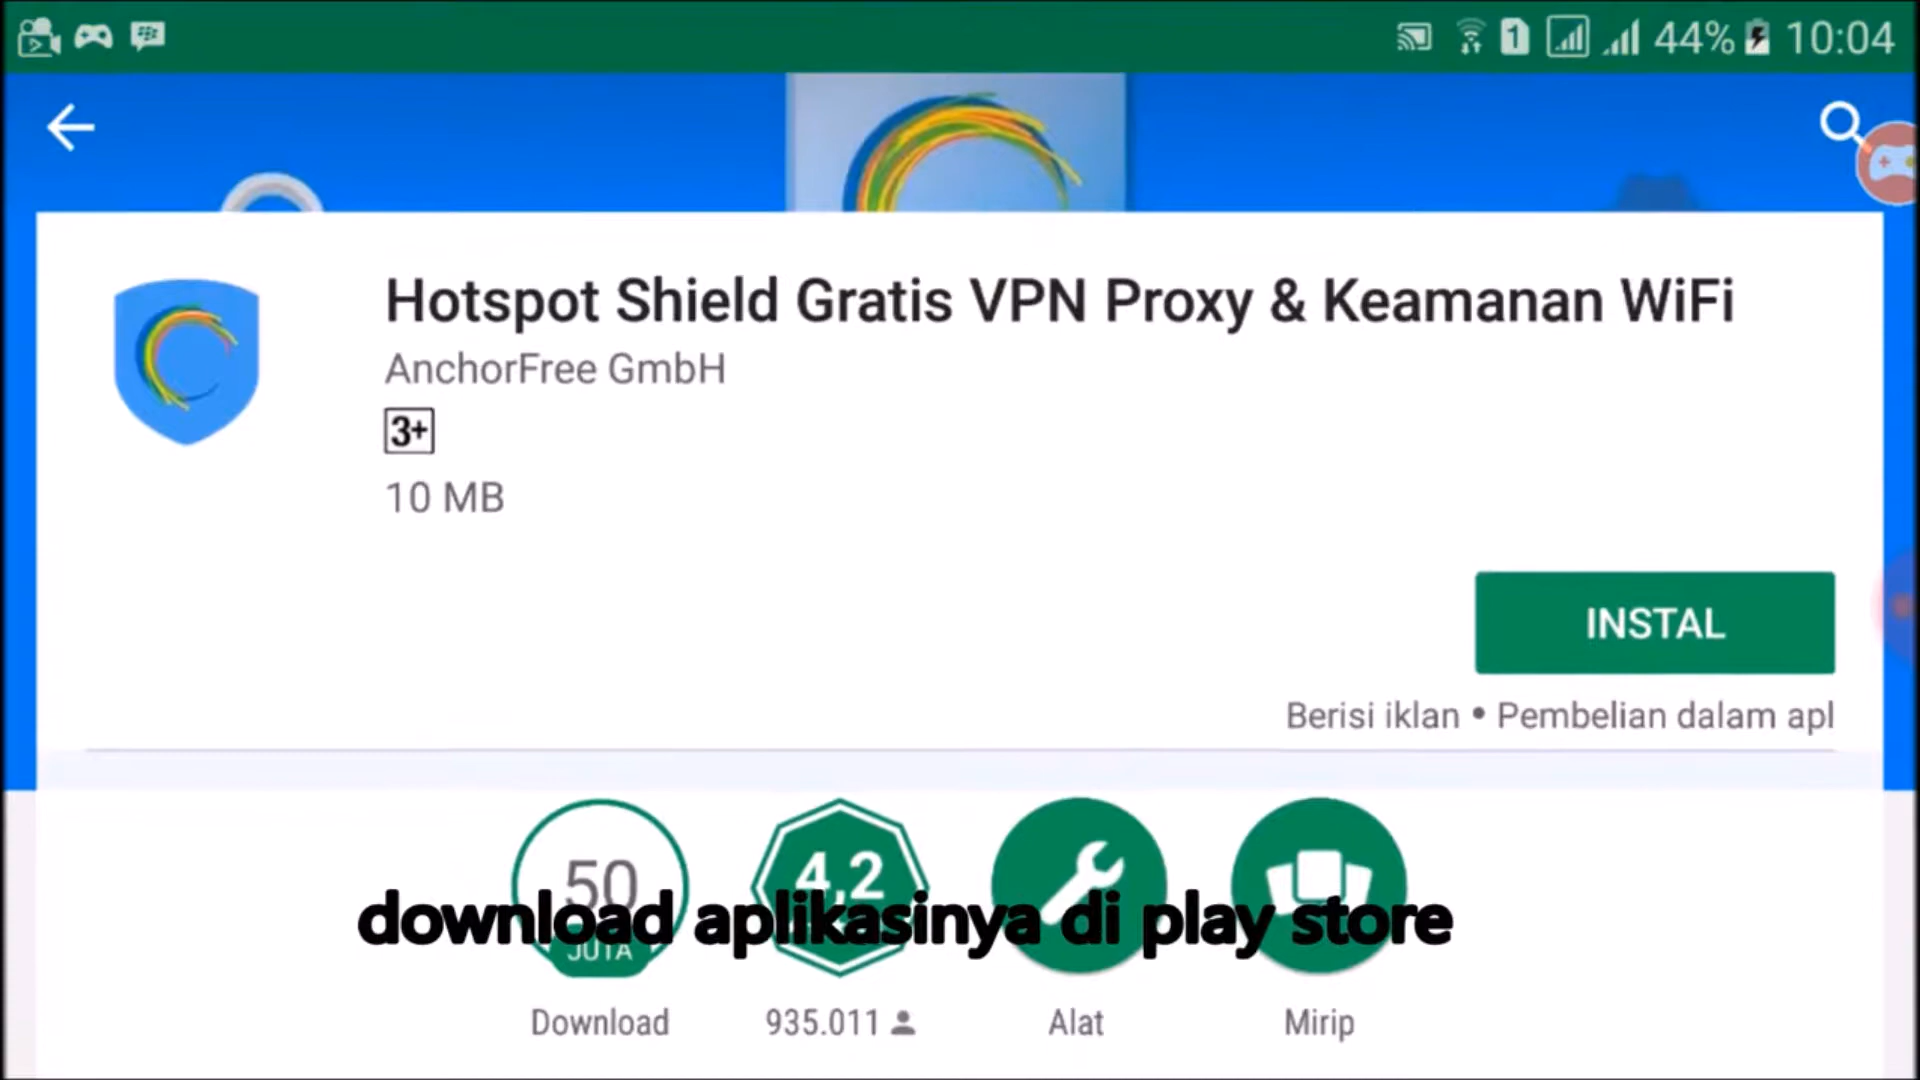 44% 10:04
Hotspot Shield Gratis VPN Proxy & Keamanan WiFi
AnchorFree GmbH
3+
10 MB
INSTAL
Berisi iklan • Pembelian dalam apl
50 JUTA
4,2
download aplikasinya di play store
Download 935.011 Alat Mirip